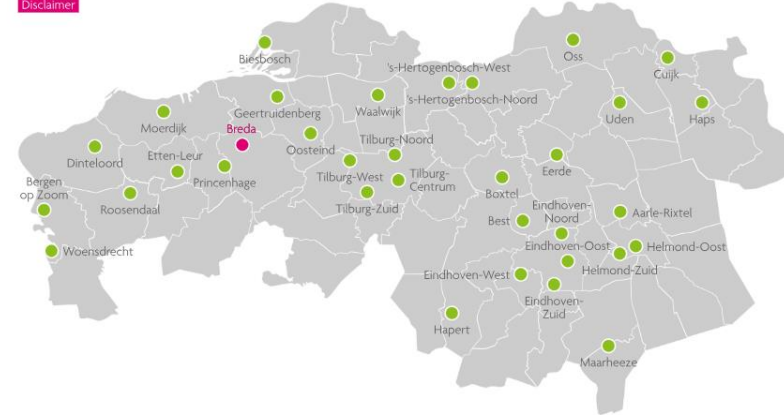 Disclaimer
Biesbosch
Oss
's-Hertogenbosch-West
Cuijk
Geertruidenberg
Waalwijk
's-Hertogenbosch-Noord
Uden
Haps
Moerdijk
Breda
Oosteind
Tilburg-Noord
Dinteloord
Etten-Leur
Princenhage
Tilburg-West
Tilburg-
Centrum
Eerde
Bergen
op Zoom
Roosendaal
Tilburg-Zuid
Boxtel
Eindhoven-
Noord
Aarle-Rixtel
Best
Woensdrecht
Eindhoven-Oost
Helmond-Oost
Helmond-Zuid
Eindhoven-West
Eindhoven-
Zuid
Hapert
Maarheeze